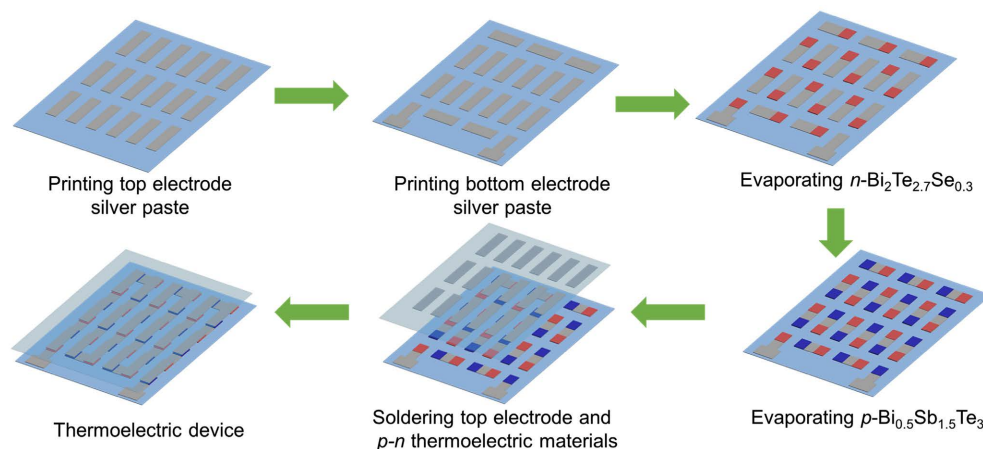 Printing top electrode
silver paste
Printing bottom electrode
silver paste
Evaporating n-Bi₂Te₂.₇Se₀.₃
Thermoelectric device
Soldering top electrode and
p-n thermoelectric materials
Evaporating p-Bi₀.₅Sb₁.₅Te₃